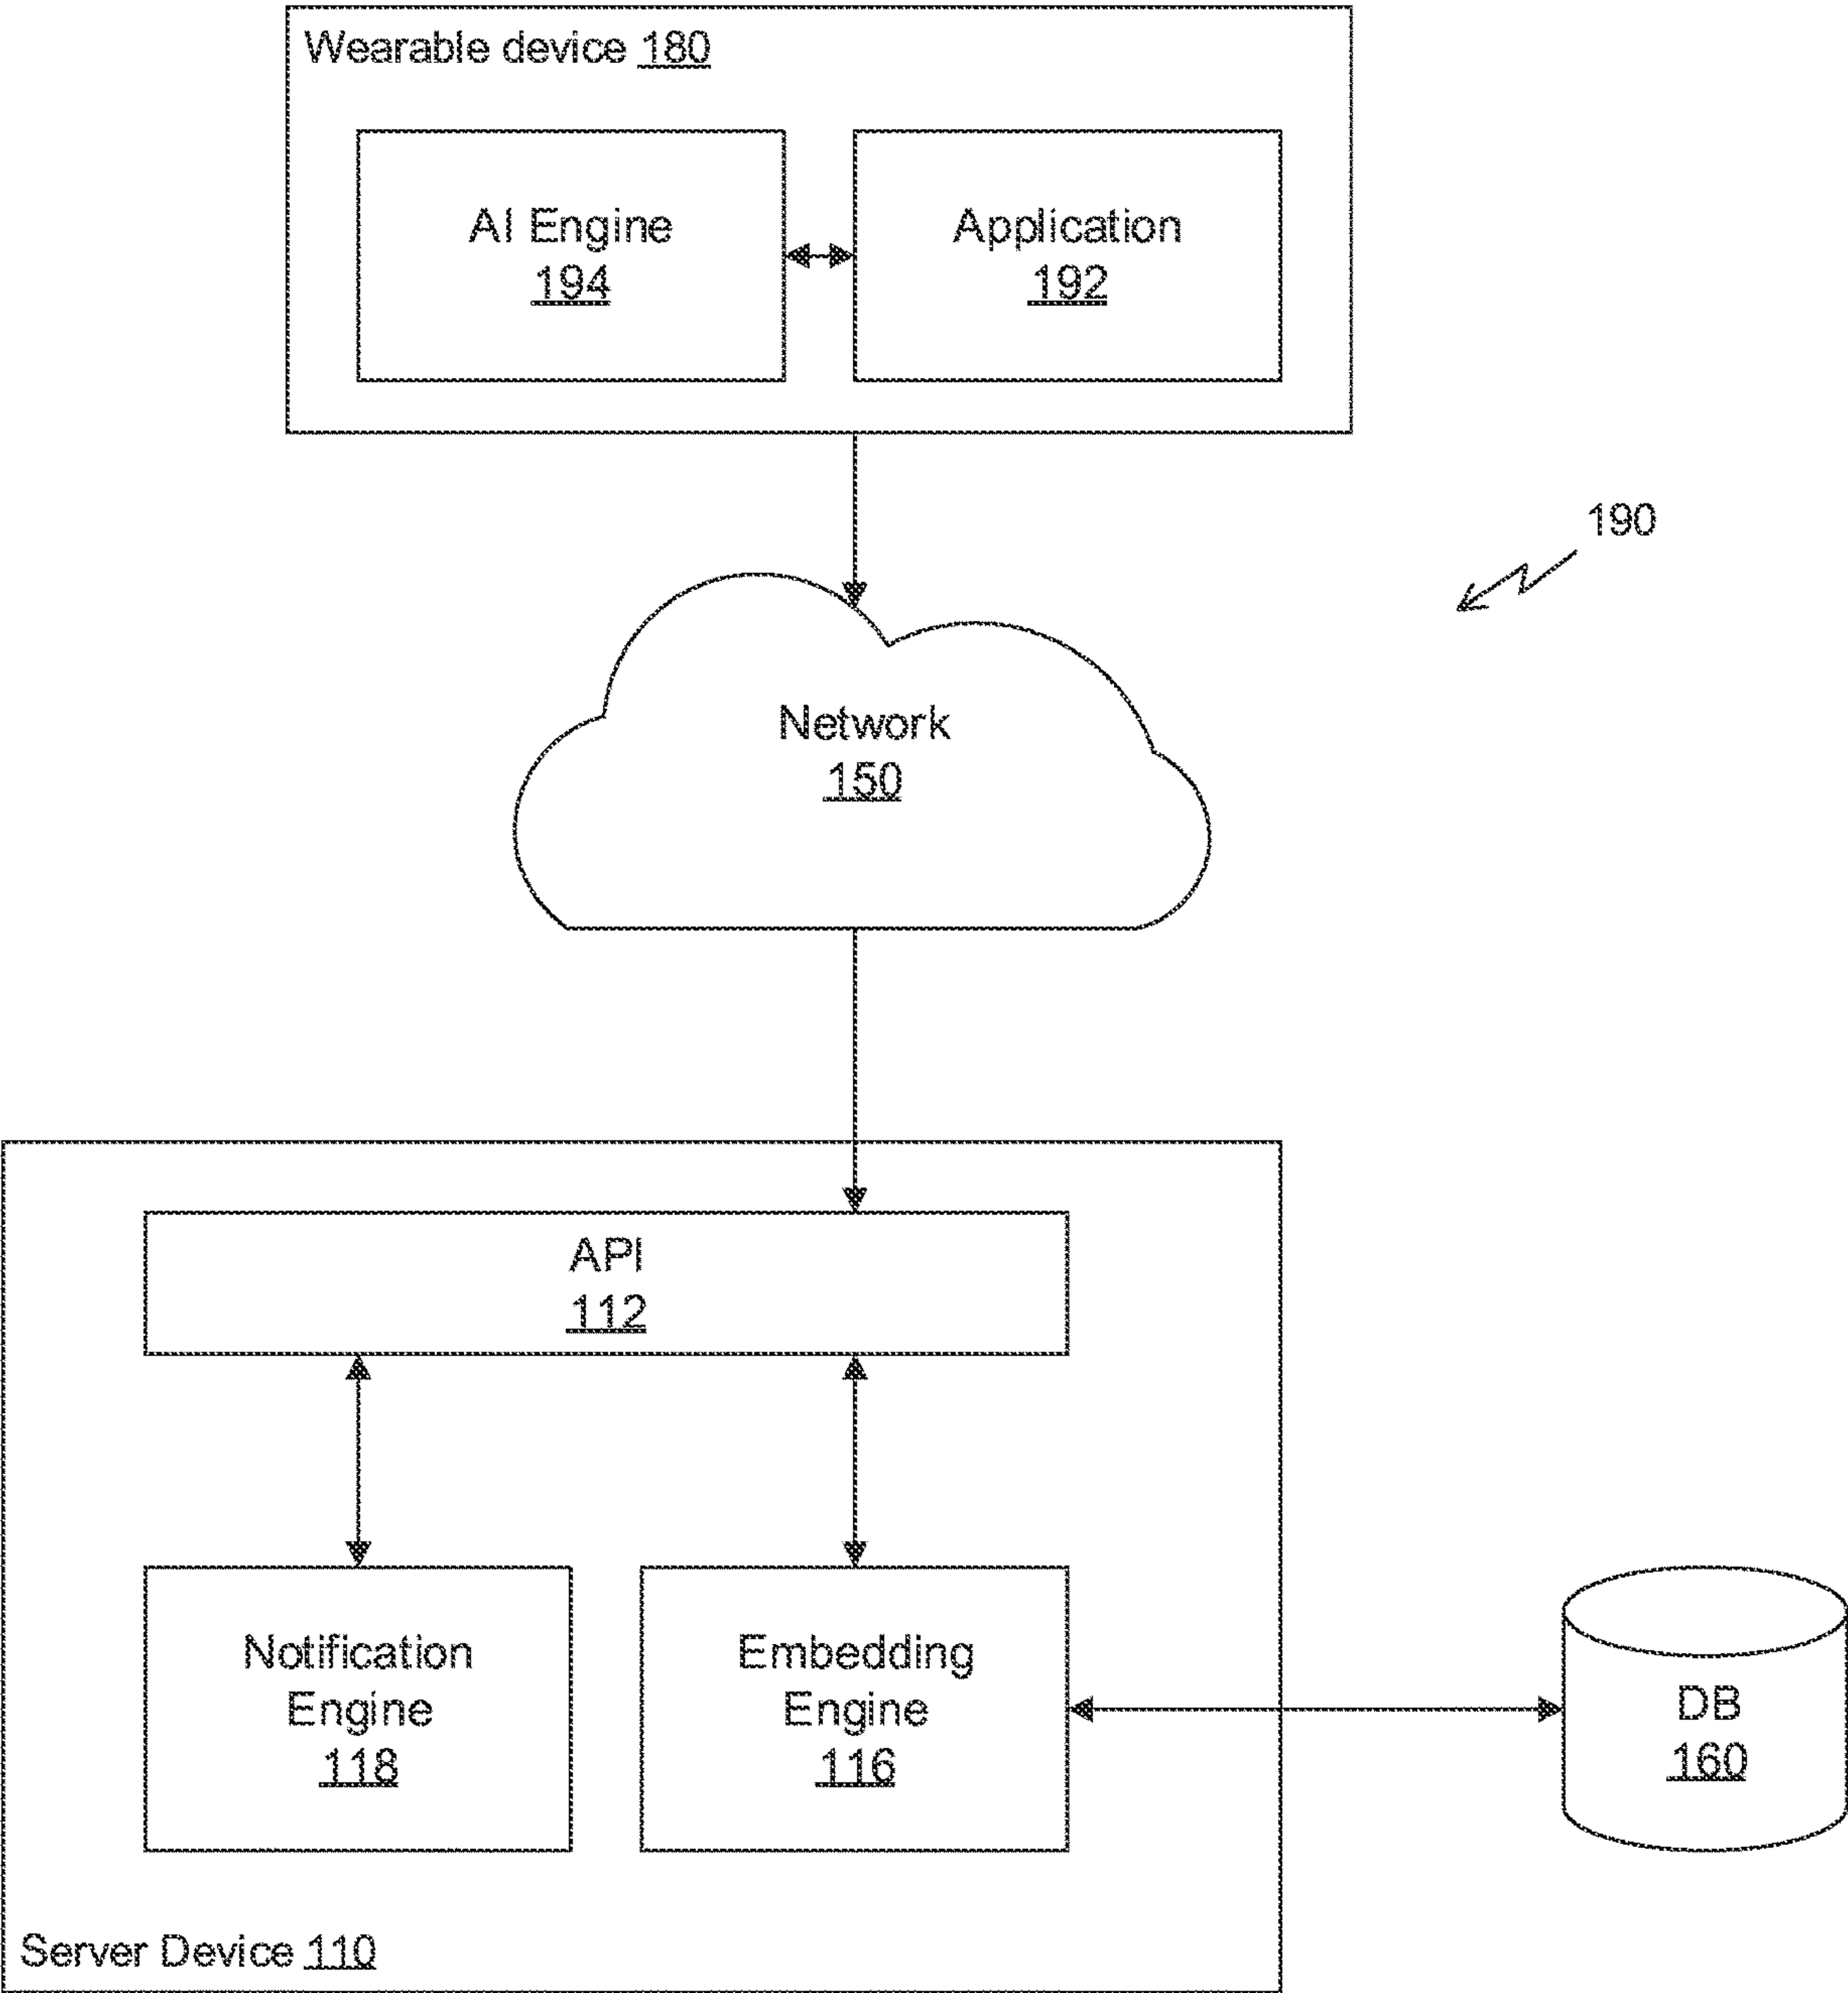 Wearable device 180
AI Engine
194
Application
192
190
Network
150
API
112
Notification
Engine
118
Embedding
Engine
116
DB
160
Server Device 110